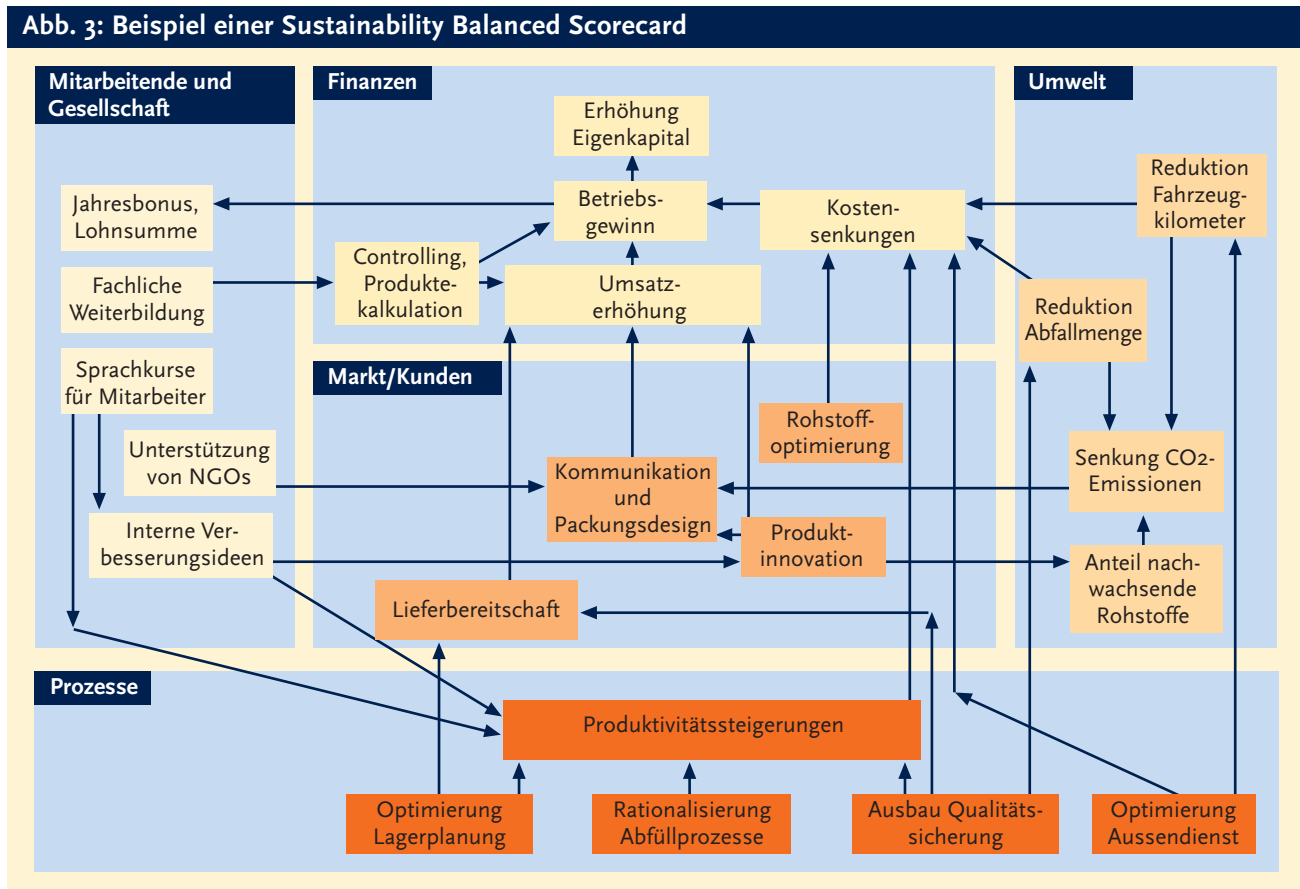 Abb. 3: Beispiel einer Sustainability Balanced Scorecard
Mitarbeitende und
Gesellschaft
Jahresbonus,
Lohnsumme
Fachliche
Weiterbildung
Sprachkurse
für Mitarbeiter
Unterstützung
von NGOs
Interne Ver-
besserungsideen
Finanzen
Erhöhung
Eigenkapital
Betriebs-
gewinn
Kosten-
senkungen
Controlling,
Produkte-
kalkulation
Umsatz-
erhöhung
Markt/Kunden
Rohstoff-
optimierung
Kommunikation
und
Packungsdesign
Produkt-
innovation
Lieferbereitschaft
Umwelt
Reduktion
Fahrzeug-
kilometer
Reduktion
Abfallmenge
Senkung CO2-
Emissionen
Anteil nach-
wachsende
Rohstoffe
Prozesse
Produktivitätssteigerungen
Optimierung
Lagerplanung
Rationalisierung
Abfüllprozesse
Ausbau Qualitäts-
sicherung
Optimierung
Aussendienst